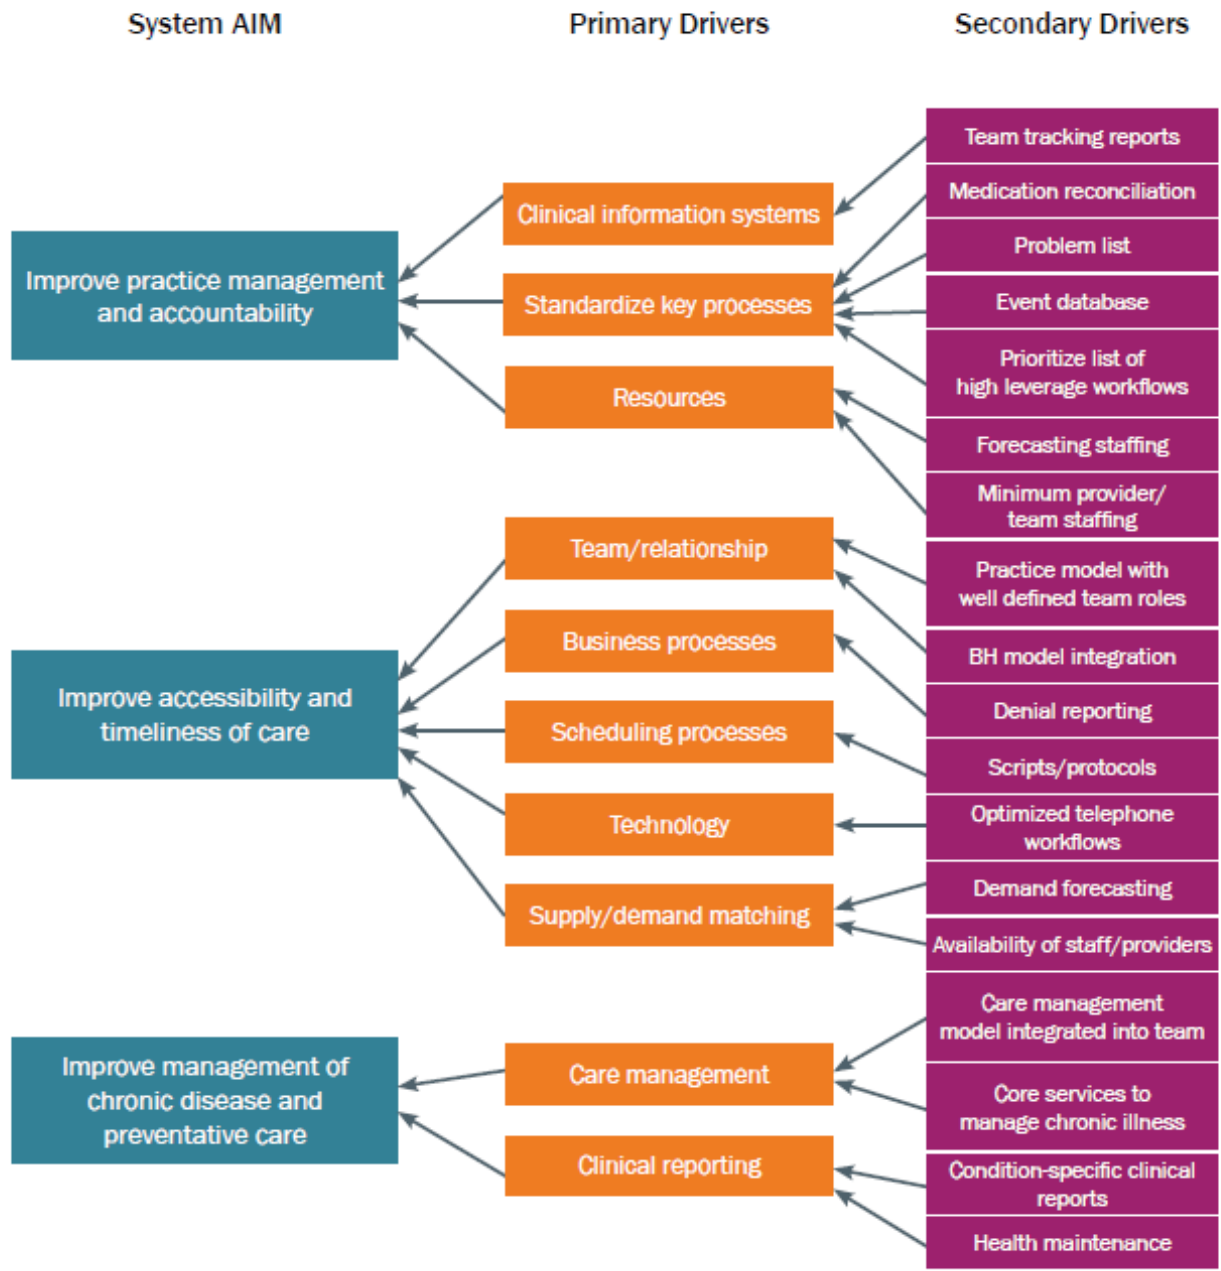 System AIM
Primary Drivers
Secondary Drivers
Improve practice management
and accountability
Improve accessibility and
timeliness of care
Improve management of
chronic disease and
preventative care
Clinical information systems
Standardize key processes
Resources
Team/relationship
Business processes
Scheduling processes
Technology
Supply/demand matching
Care management
Clinical reporting
Team tracking reports
Medication reconciliation
Problem list
Event database
Prioritize list of
high leverage workflows
Forecasting staffing
Minimum provider/
team staffing
Practice model with
well defined team roles
BH model integration
Denial reporting
Scripts/protocols
Optimized telephone
workflows
Demand forecasting
Availability of staff/providers
Care management
model integrated into team
Core services to
manage chronic illness
Condition-specific clinical
reports
Health maintenance